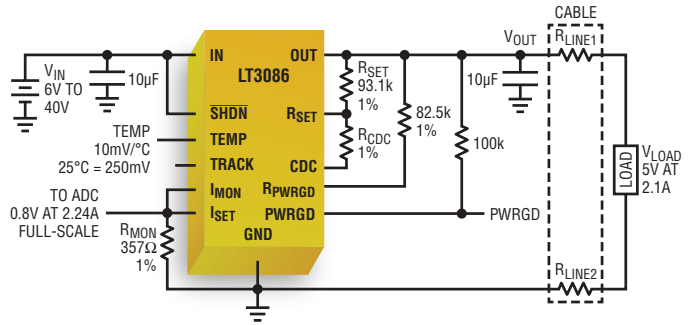 CABLE
VIN
6V TO
40V
10µF
IN
OUT
LT3086
SHDN
TEMP
TRACK
IMON
ISET
GND
RSET
CDC
RPWRGD
PWRGD
TEMP
10mV/°C
25°C = 250mV
TO ADC
0.8V AT 2.24A
FULL-SCALE
RMON
357Ω
1%
RSET
93.1k
1%
RCDC
1%
82.5k
1%
100k
10µF
VOUT
PWRGD
RLINE1
RLINE2
LOAD
VLOAD
5V AT
2.1A